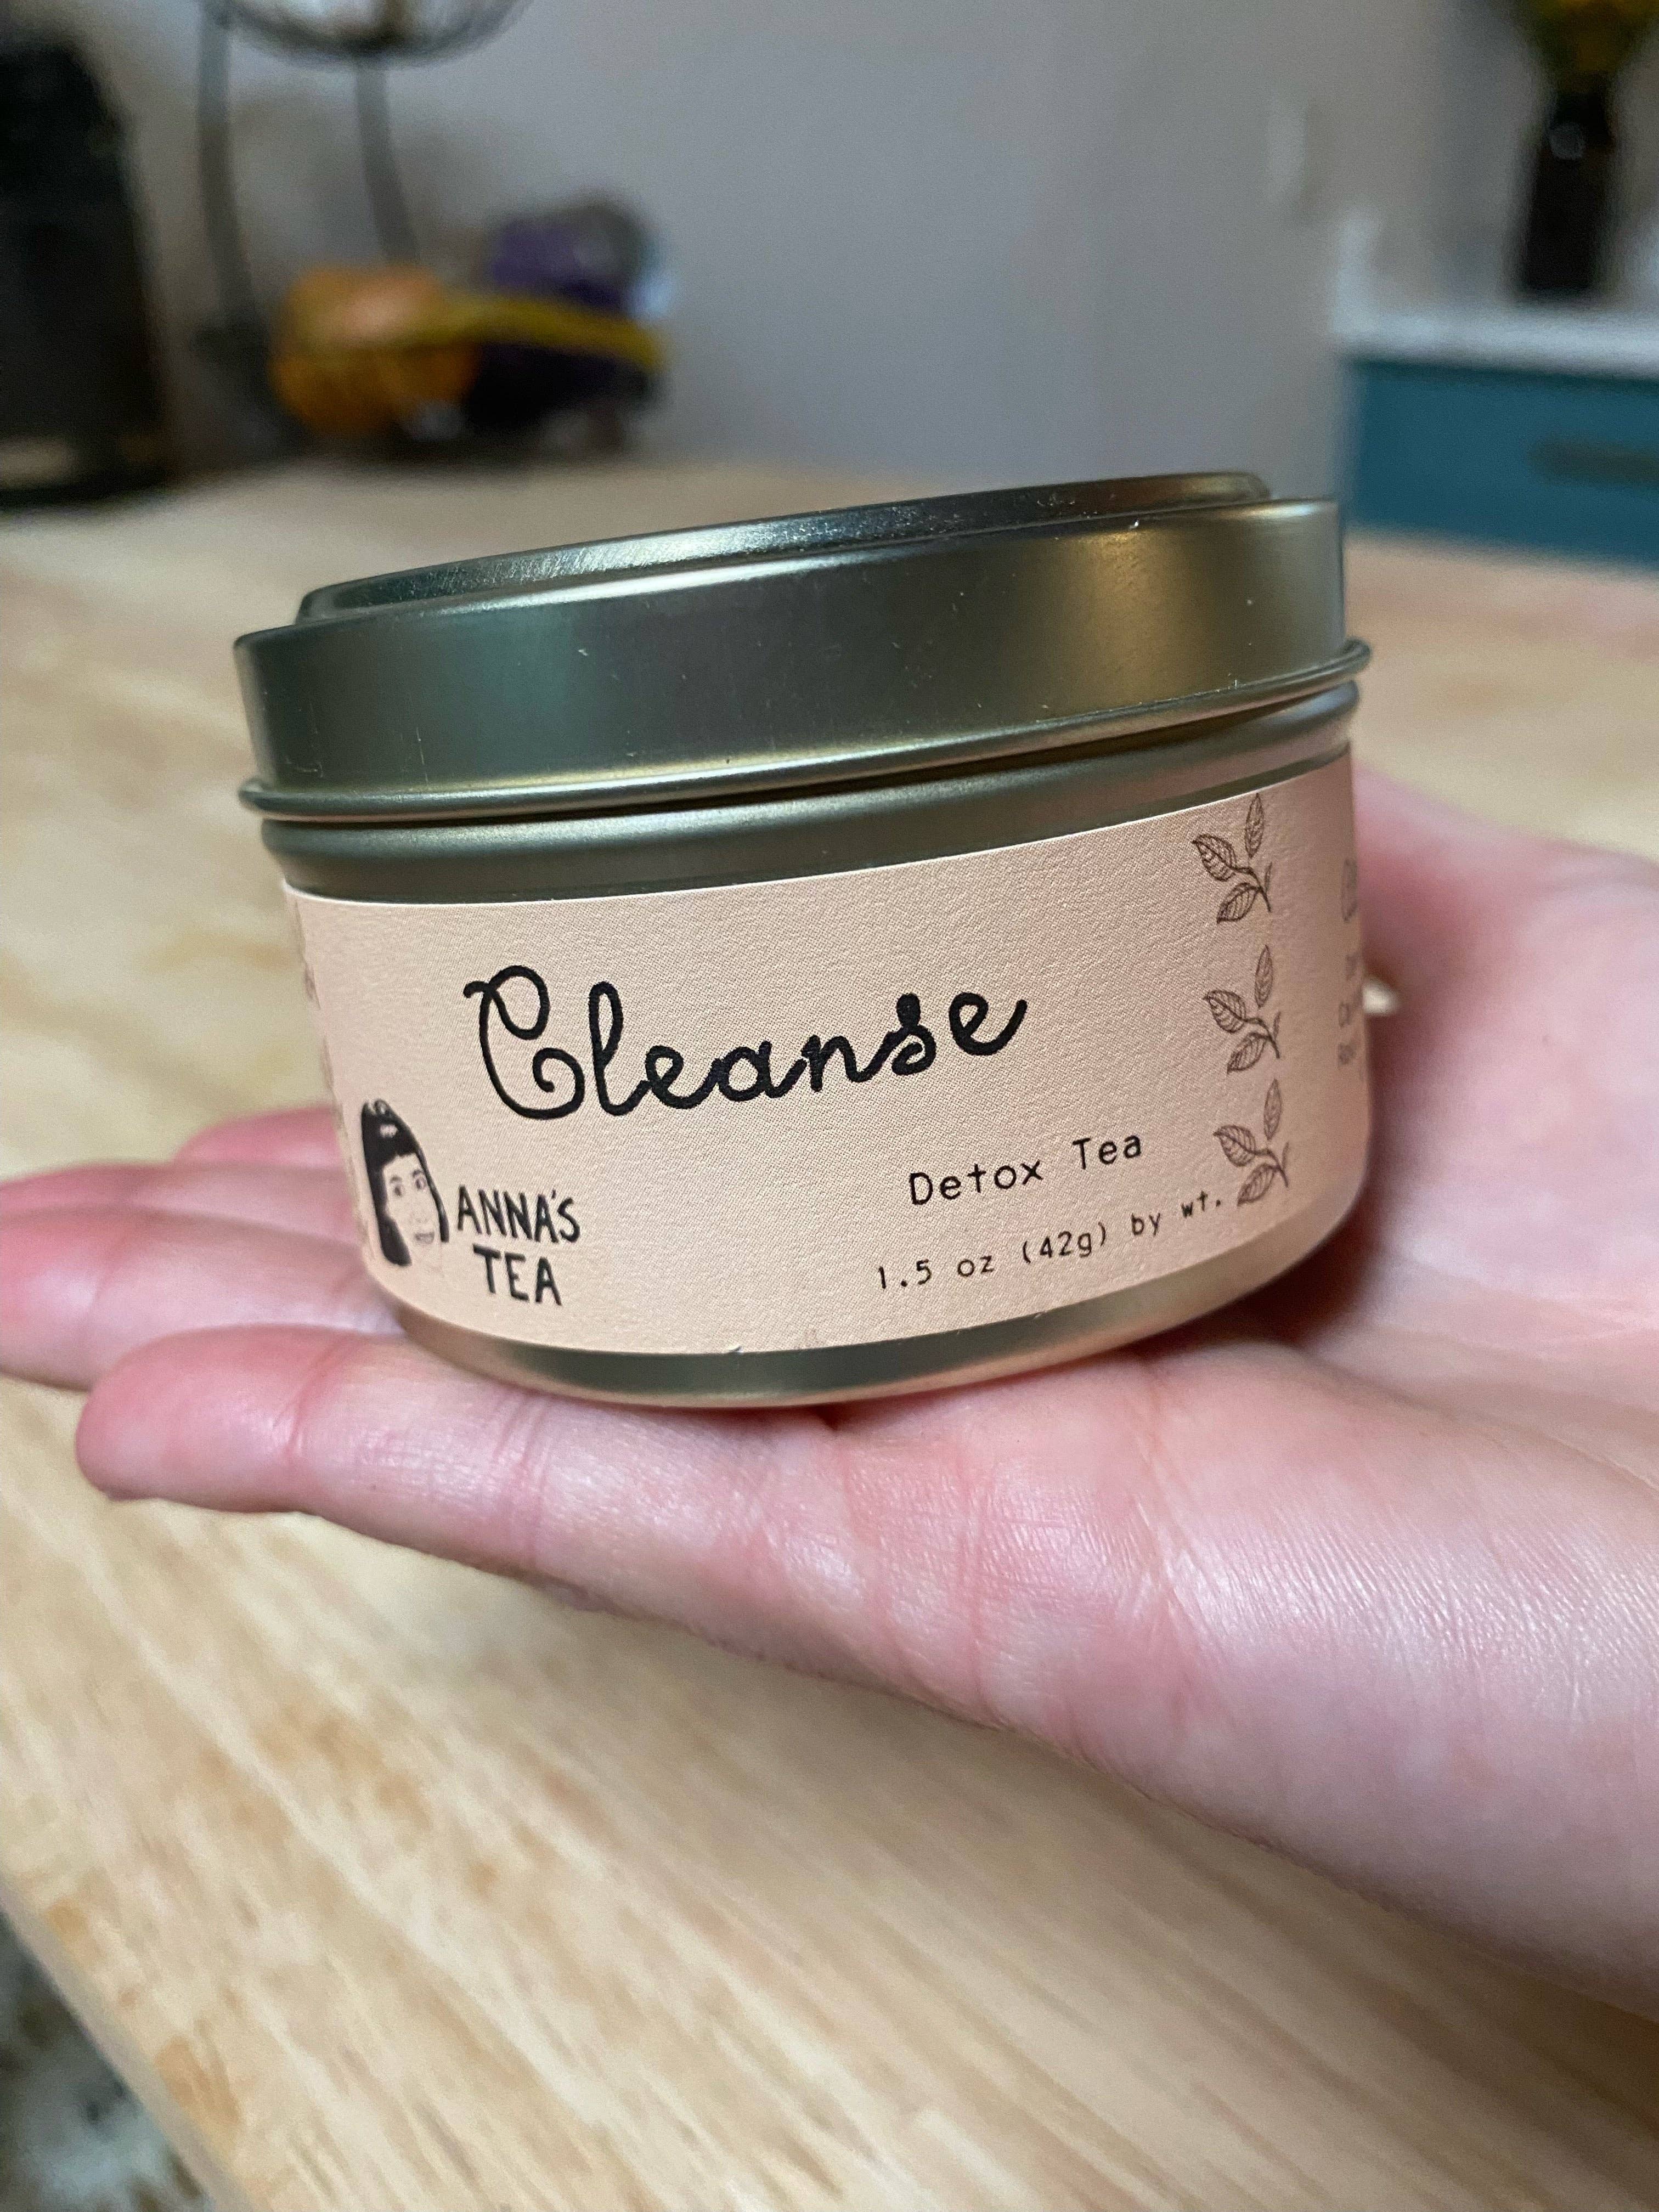 Cleanse
ANNA'S
TEA
Detox Tea
1.5 oz (42g) by wt.